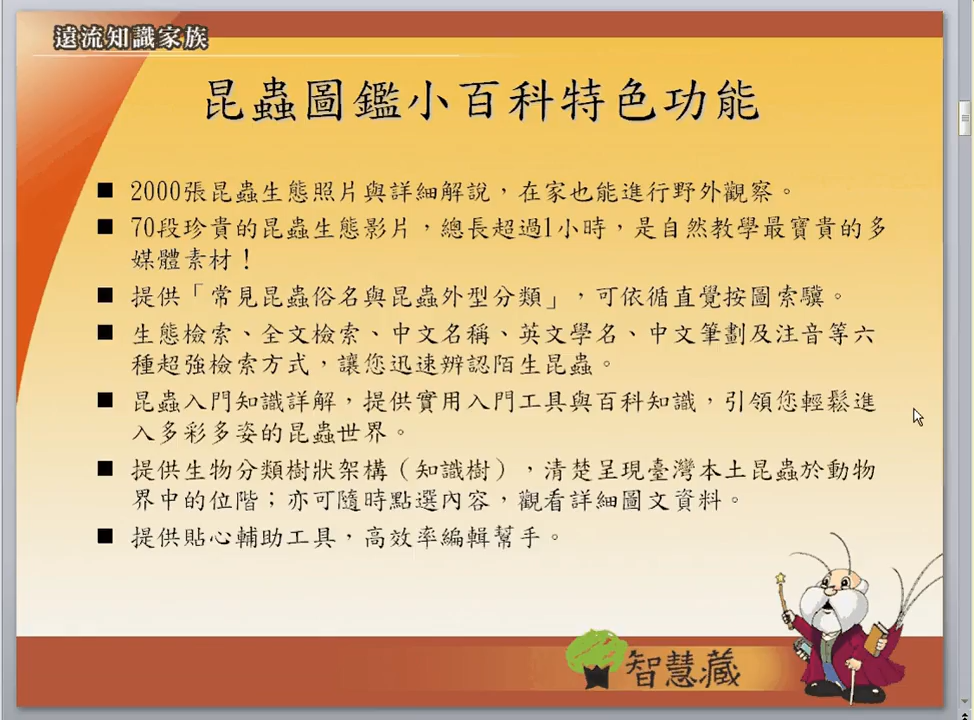 遠流知識家族
昆蟲圖鑑小百科特色功能
■ 2000張昆蟲生態照片與詳細解說，在家也能進行野外觀察。
■ 70段珍貴的昆蟲生態影片，總長超過1小時，是自然教學最寶貴的多
媒體素材！
■ 提供「常見昆蟲俗名與昆蟲外型分類」，可依循直覺按圖索驥。
■ 生態檢索、全文檢索、中文名稱、英文學名、中文筆劃及注音等六
種超強檢索方式，讓您迅速辨認陌生昆蟲。
■ 昆蟲入門知識詳解，提供實用入門工具與百科知識，引領您輕鬆進
入多彩多姿的昆蟲世界。
■ 提供生物分類樹狀架構（知識樹），清楚呈現臺灣本土昆蟲於動物
界中的位階；亦可隨時點選內容，觀看詳細圖文資料。
■ 提供貼心輔助工具，高效率編輯幫手。
智慧藏